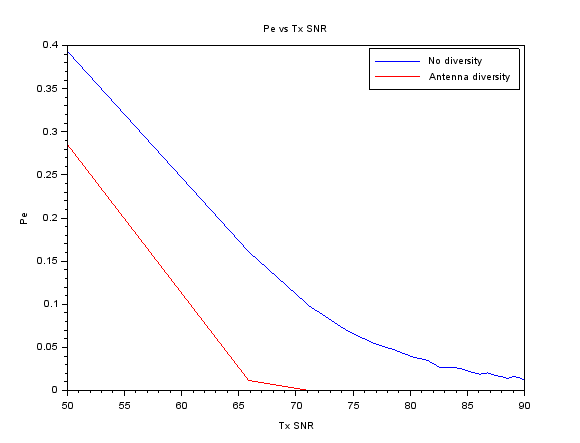 Pe vs Tx SNR
No diversity
Antenna diversity
0.4
0.35
0.3
0.25
0.2
0.15
0.1
0.05
0
Pe
50 55 60 65 70 75 80 85 90
Tx SNR